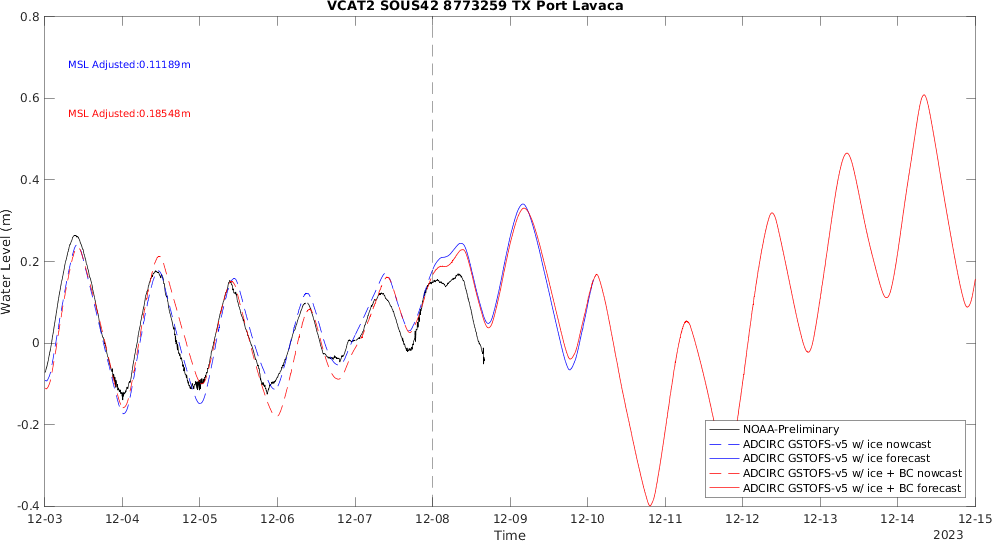 VCAT2 SOUS42 8773259 TX Port Lavaca
0.8
MSL Adjusted:0.11189m
0.6
MSL Adjusted:0.18548m
0.4
0.2
Water Level (m)
0
-0.2
NOAA-Preliminary
ADCIRC GSTOFS-v5 w/ ice nowcast
ADCIRC GSTOFS-v5 w/ ice forecast
ADCIRC GSTOFS-v5 w/ ice + BC nowcast
ADCIRC GSTOFS-v5 w/ ice + BC forecast
-0.4
12-03 12-04 12-05 12-06 12-07 12-08 12-09 12-10 12-11 12-12 12-13 12-14 12-15
Time
2023